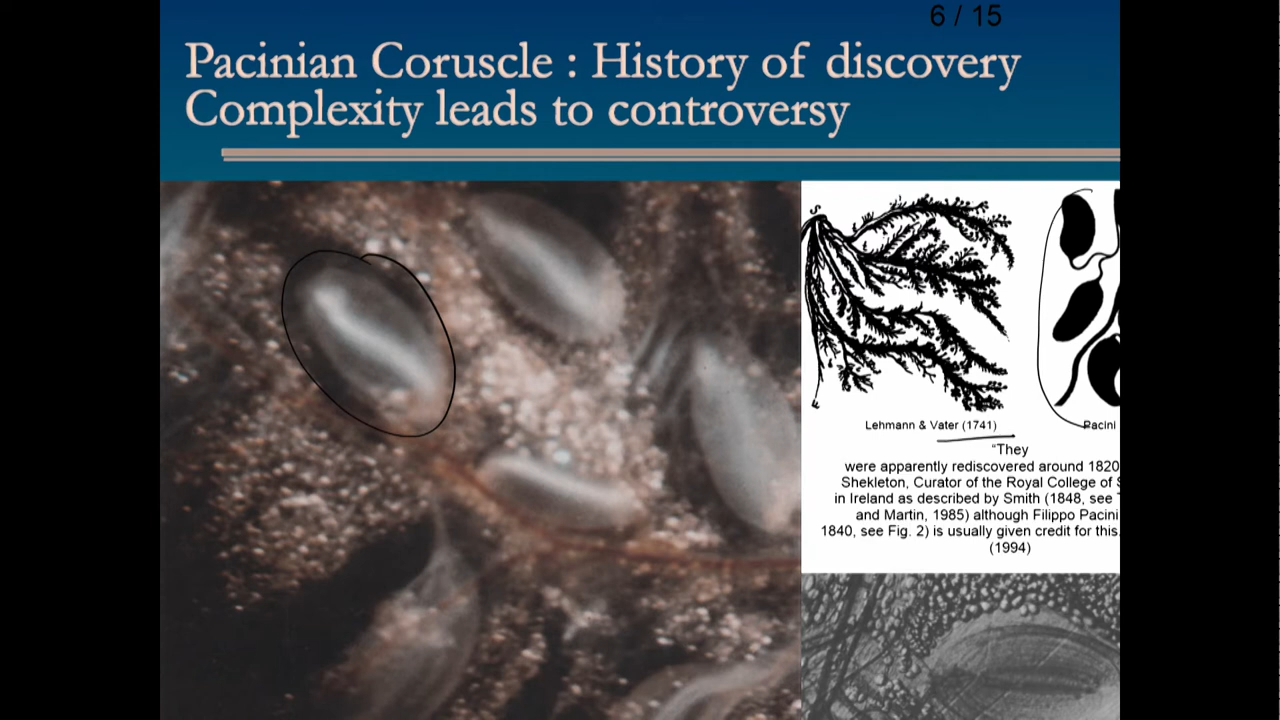 6 / 15
Pacinian Coruscle : History of discovery
Complexity leads to controversy
Lehmann & Vater (1741)
Pacini
"They
were apparently rediscovered around 1820
Shekleton, Curator of the Royal College of
in Ireland as described by Smith (1848, see
and Martin, 1985) although Filippo Pacini
1840, see Fig. 2) is usually given credit for this.
(1994)